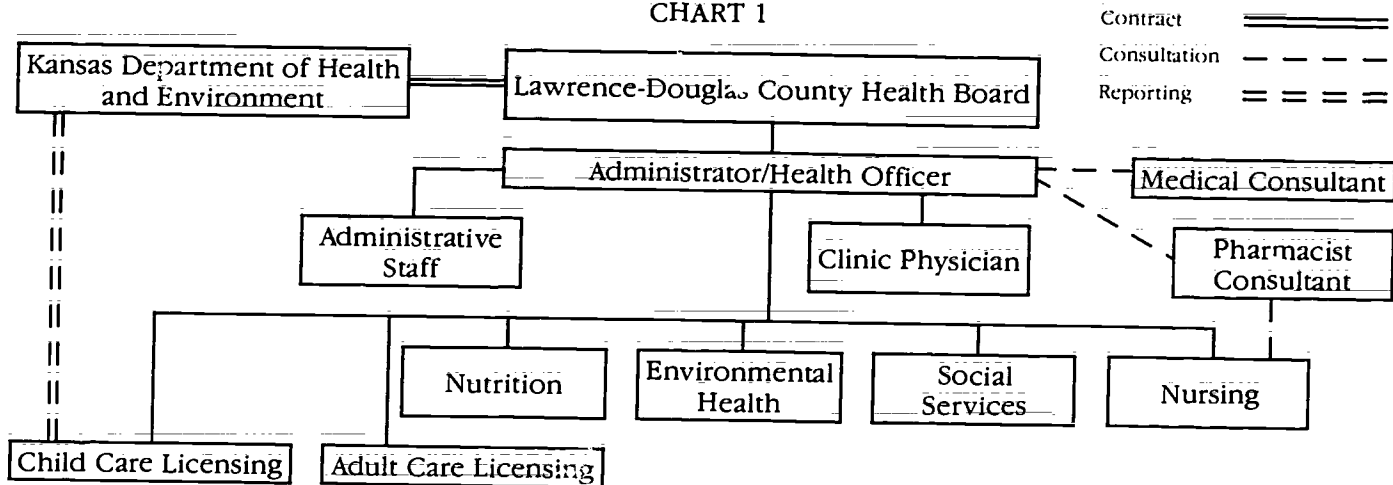 CHART 1
Contract
Consultation
Reporting
Kansas Department of Health
and Environment
Lawrence-Douglas County Health Board
Administrator/Health Officer
Medical Consultant
Administrative
Staff
Clinic Physician
Pharmacist
Consultant
Nutrition
Environmental
Health
Social
Services
Nursing
Child Care Licensing
Adult Care Licensing